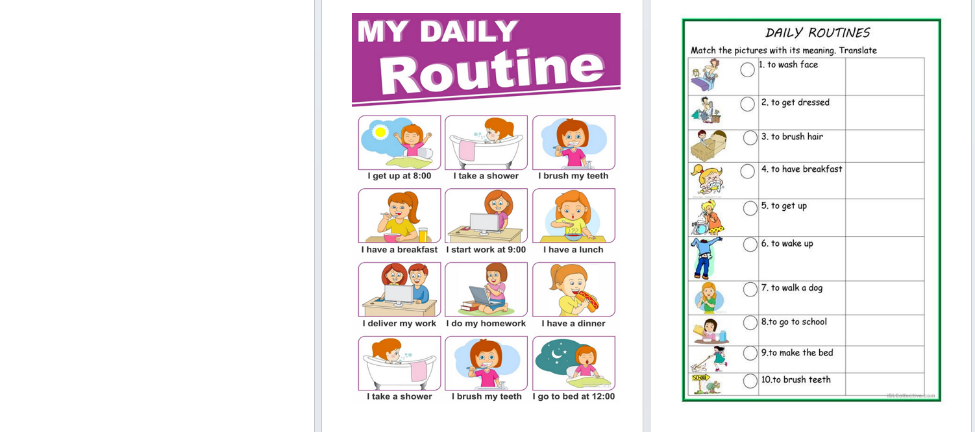 MY DAILY
Routine
I get up at 8:00 I take a shower I brush my teeth
I have a breakfast I start work at 9:00 I have a lunch
I deliver my work I do my homework I have a dinner
I take a shower I brush my teeth I go to bed at 12:00
DAILY ROUTINES
Match the pictures with its meaning. Translate
1. to wash face
2. to get dressed
3. to brush hair
4. to have breakfast
5. to get up
6. to wake up
7. to walk a dog
8.to go to school
9.to make the bed
10.to brush teeth
SCHOOL